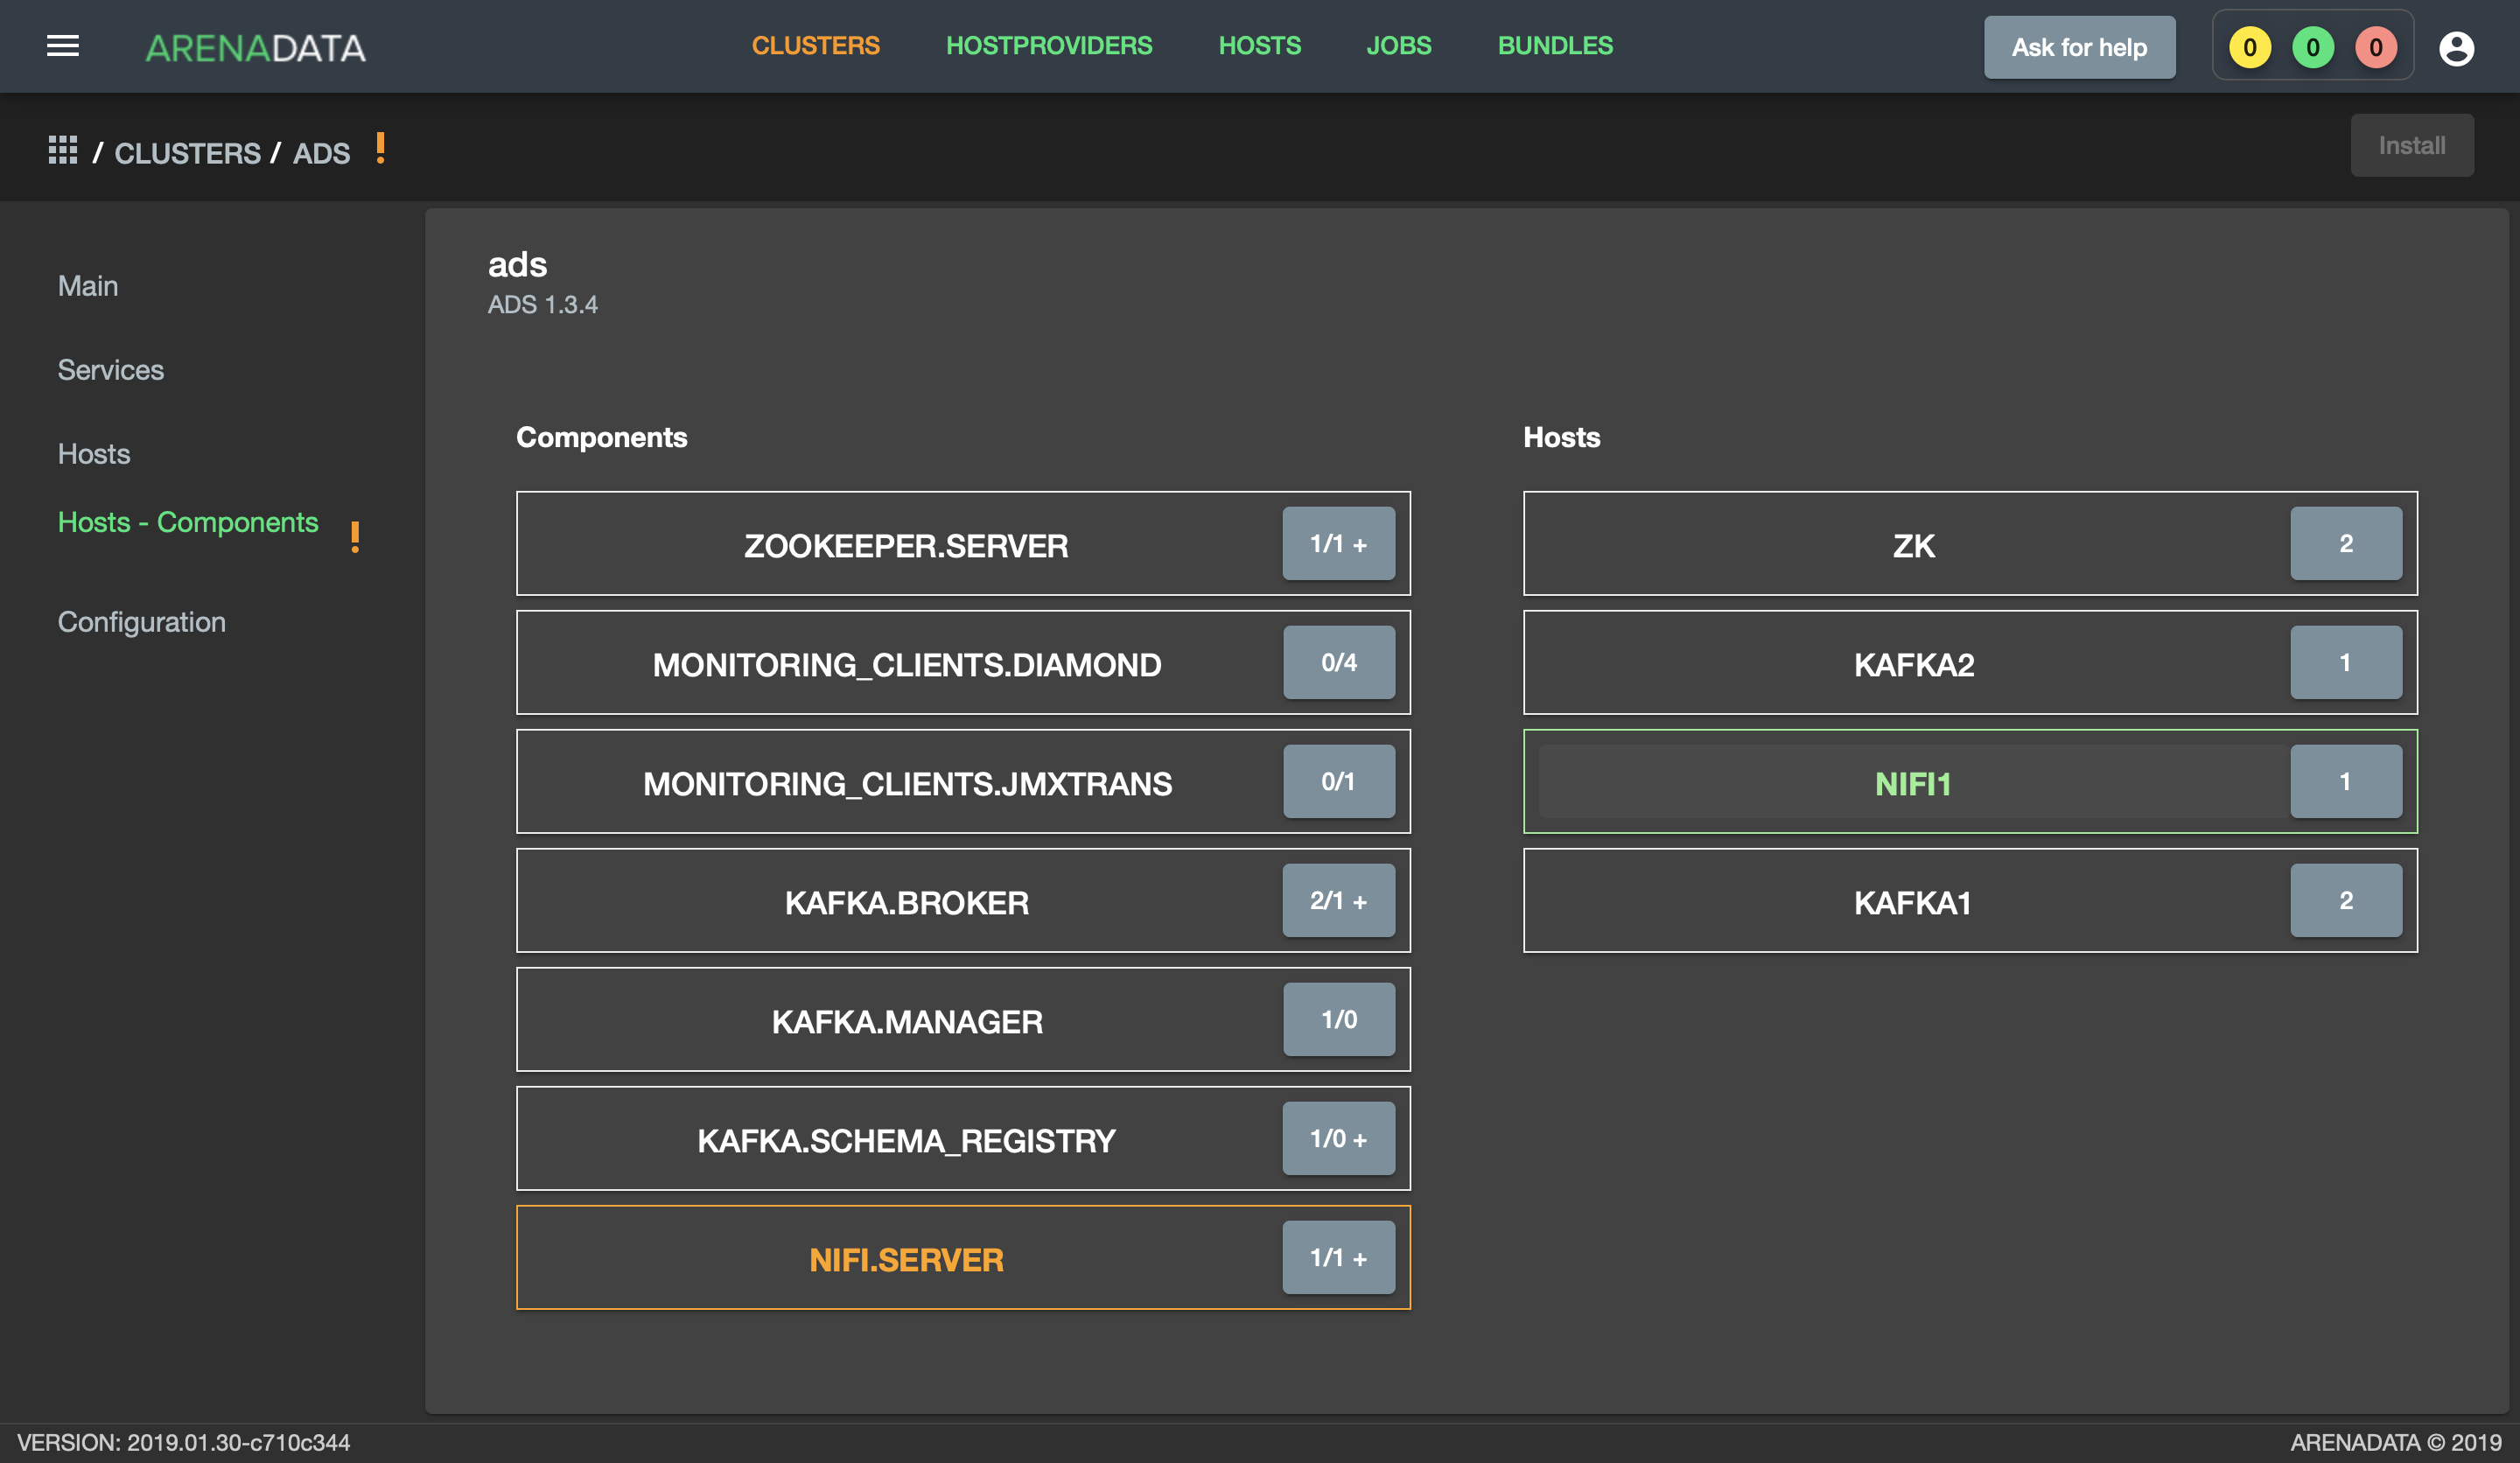 ARENADATA
CLUSTERS HOSTPROVIDERS HOSTS JOBS BUNDLES
Ask for help
0 0 0
/ CLUSTERS / ADS !
Install
Main
Services
Hosts
Hosts - Components !
Configuration
ads
ADS 1.3.4
Components
ZOOKEEPER.SERVER 1/1 +
MONITORING_CLIENTS.DIAMOND 0/4
MONITORING_CLIENTS.JMXTRANS 0/1
KAFKA.BROKER 2/1 +
KAFKA.MANAGER 1/0
KAFKA.SCHEMA_REGISTRY 1/0 +
NIFI.SERVER 1/1 +
Hosts
ZK 2
KAFKA2 1
NIFI1 1
KAFKA1 2
VERSION: 2019.01.30-c710c344
ARENADATA © 2019